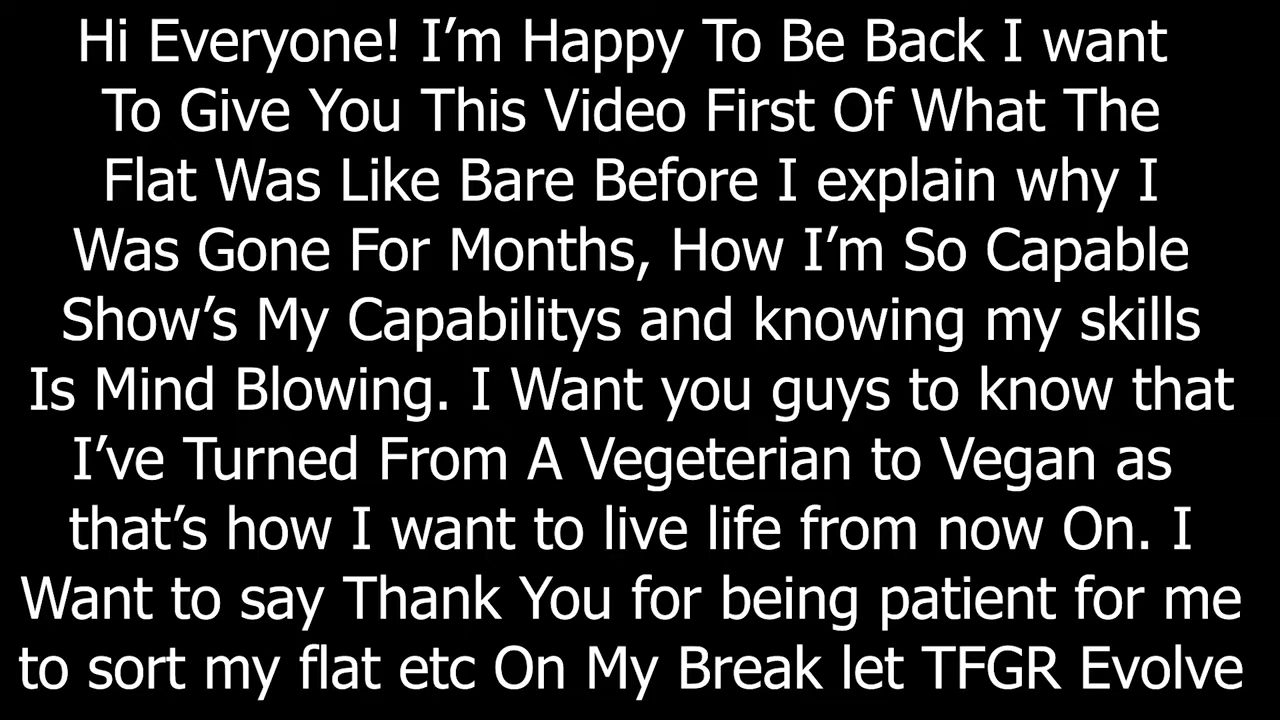 Hi Everyone! I’m Happy To Be Back I want
To Give You This Video First Of What The
Flat Was Like Bare Before I explain why I
Was Gone For Months, How I’m So Capable
Show’s My Capabilitys and knowing my skills
Is Mind Blowing. I Want you guys to know that
I’ve Turned From A Vegeterian to Vegan as
that’s how I want to live life from now On. I
Want to say Thank You for being patient for me
to sort my flat etc On My Break let TFGR Evolve